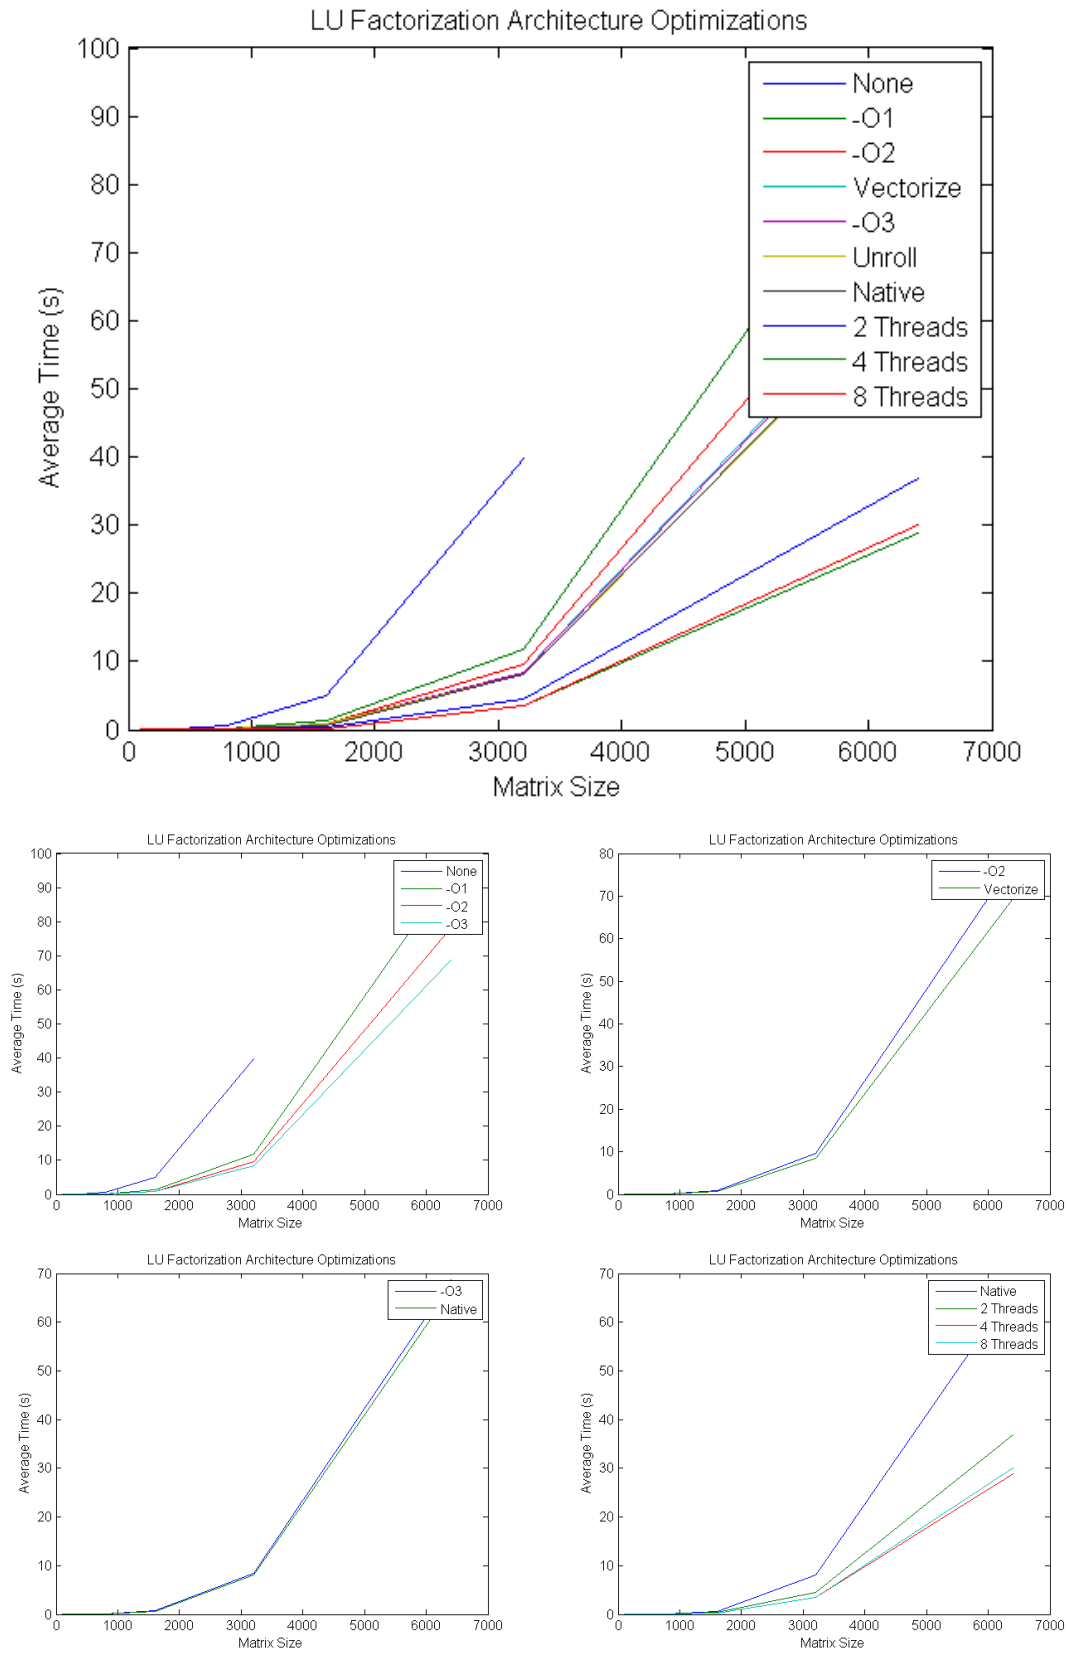 LU Factorization Architecture Optimizations
100
90
80
70
60
50
40
30
20
10
0
Average Time (s)
None
-O1
-O2
Vectorize
-O3
Unroll
Native
2 Threads
4 Threads
8 Threads
0 1000 2000 3000 4000 5000 6000 7000
Matrix Size
LU Factorization Architecture Optimizations
100
90
80
70
60
50
40
30
20
10
0
Average Time (s)
None
-O1
-O2
-O3
0 1000 2000 3000 4000 5000 6000 7000
Matrix Size
LU Factorization Architecture Optimizations
80
70
60
50
40
30
20
10
0
Average Time (s)
-O2
Vectorize
0 1000 2000 3000 4000 5000 6000 7000
Matrix Size
LU Factorization Architecture Optimizations
70
60
50
40
30
20
10
0
Average Time (s)
-O3
Native
0 1000 2000 3000 4000 5000 6000 7000
Matrix Size
LU Factorization Architecture Optimizations
70
60
50
40
30
20
10
0
Average Time (s)
Native
2 Threads
4 Threads
8 Threads
0 1000 2000 3000 4000 5000 6000 7000
Matrix Size